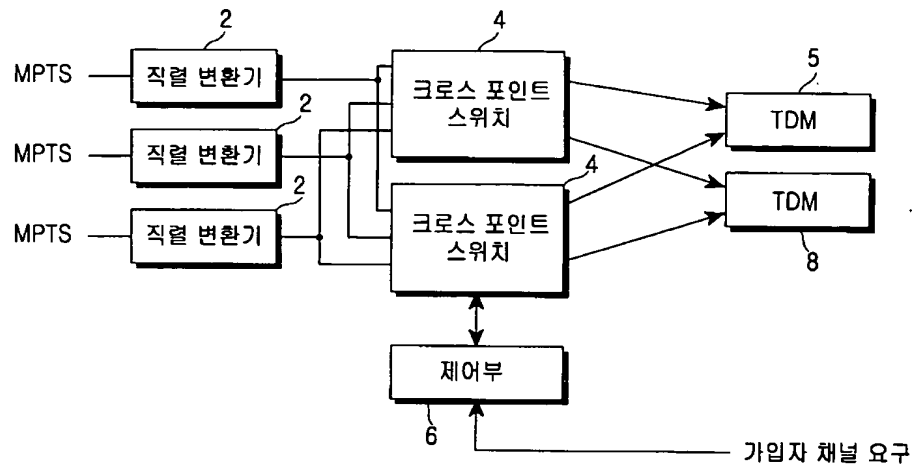 2
4
MPTS
직렬 변환기
크로스 포인트
스위치
5
TDM
2
MPTS
직렬 변환기
4
TDM
8
2
MPTS
직렬 변환기
크로스 포인트
스위치
제어부
6
가입자 채널 요구